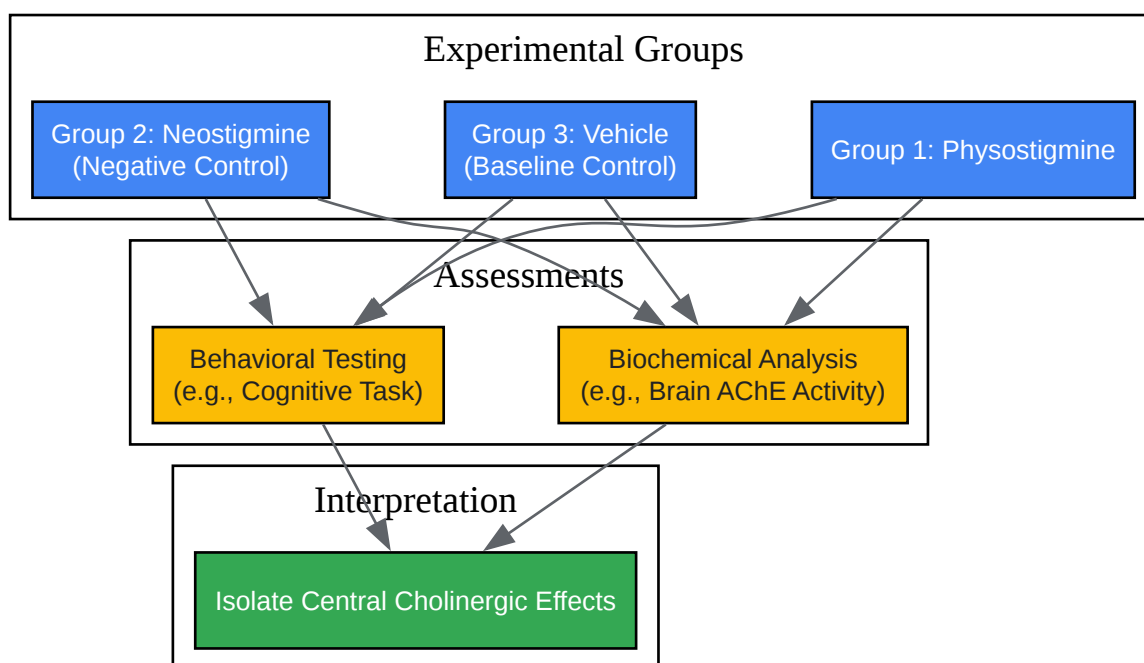 Experimental Groups
Group 2: Neostigmine
(Negative Control)
Group 3: Vehicle
(Baseline Control)
Group 1: Physostigmine
Assessments
Behavioral Testing
(e.g., Cognitive Task)
Biochemical Analysis
(e.g., Brain AChE Activity)
Interpretation
Isolate Central Cholinergic Effects